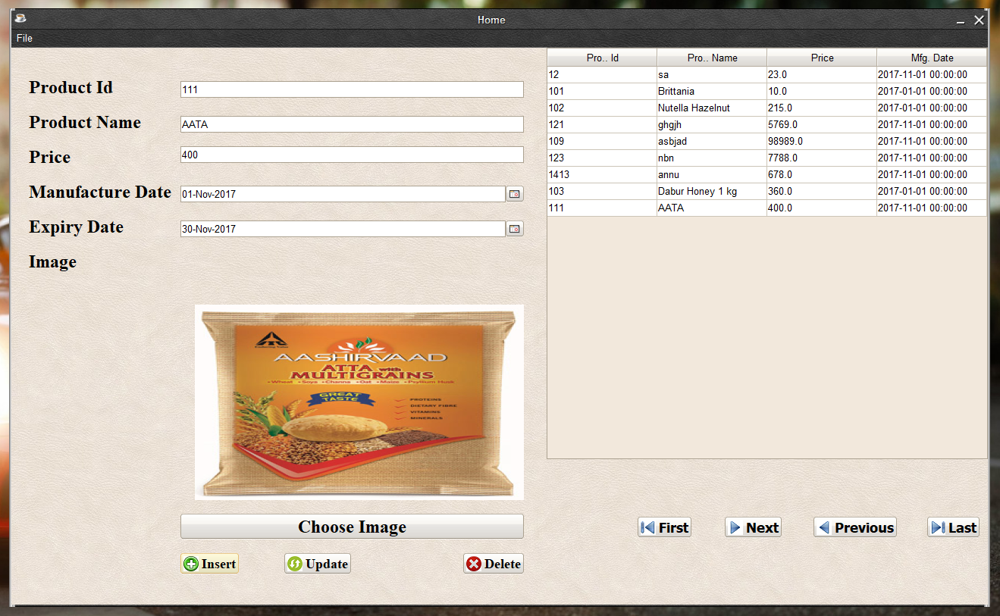 Home
File
Product Id
111
Product Name
AATA
Price
400
Manufacture Date
01-Nov-2017
Expiry Date
30-Nov-2017
Image
AASHIRVAAD
ATTA with
MULTIGRAINS
• Wheat • Soya • Channa • Oat • Maize • Psyllium Husk
GREAT
TASTE
PROTEINS
DIETARY FIBRE
VITAMINS
MINERALS
Choose Image
Insert Update Delete
Pro.. Id Pro.. Name Price Mfg. Date
12 sa 23.0 2017-11-01 00:00:00
101 Brittania 10.0 2017-01-01 00:00:00
102 Nutella Hazelnut 215.0 2017-01-01 00:00:00
121 ghgjh 5769.0 2017-11-01 00:00:00
109 asbjad 98989.0 2017-11-01 00:00:00
123 nbn 7788.0 2017-11-01 00:00:00
1413 annu 678.0 2017-11-01 00:00:00
103 Dabur Honey 1 kg 360.0 2017-01-01 00:00:00
111 AATA 400.0 2017-11-01 00:00:00
First Next Previous Last